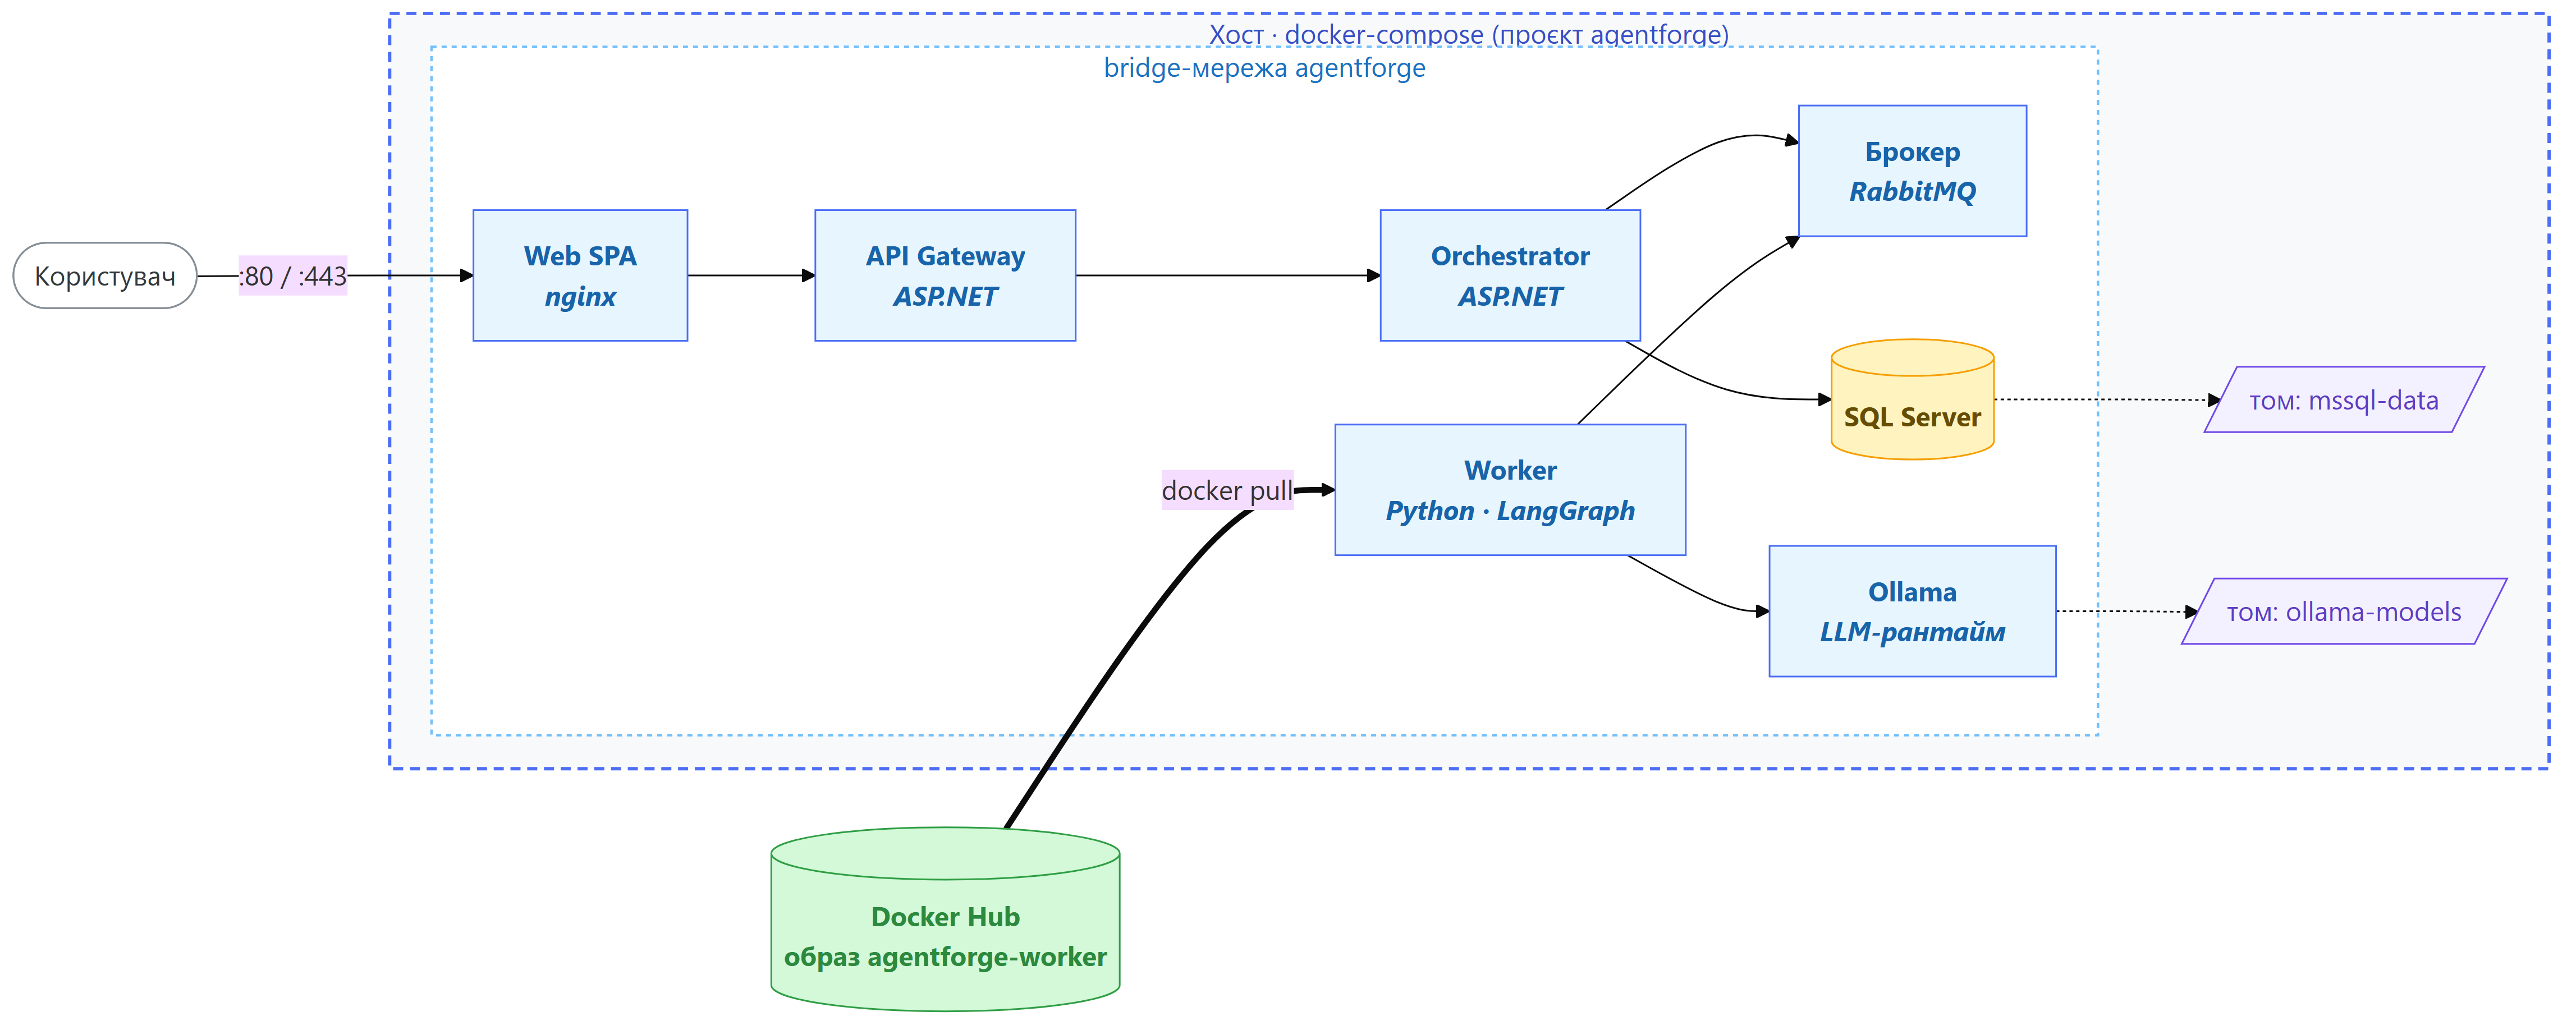 Хост · docker-compose (проєкт agentforge)
bridge-мережа agentforge
Користувач
:80 / :443
Web SPA
nginx
API Gateway
ASP.NET
Orchestrator
ASP.NET
Брокер
RabbitMQ
SQL Server
том: mssql-data
docker pull
Worker
Python · LangGraph
Ollama
LLM-рантайм
том: ollama-models
Docker Hub
образ agentforge-worker